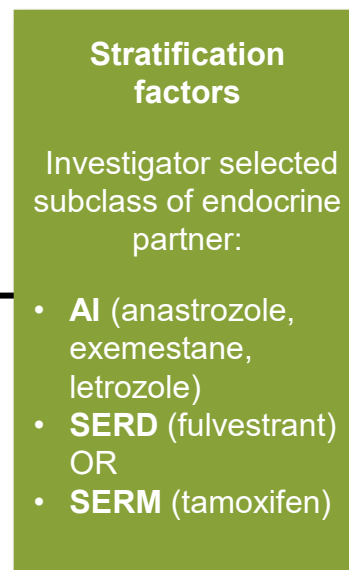 Stratification
factors
Investigator selected
subclass of endocrine
partner:
• AI (anastrozole,
exemestane,
letrozole)
• SERD (fulvestrant)
OR
• SERM (tamoxifen)